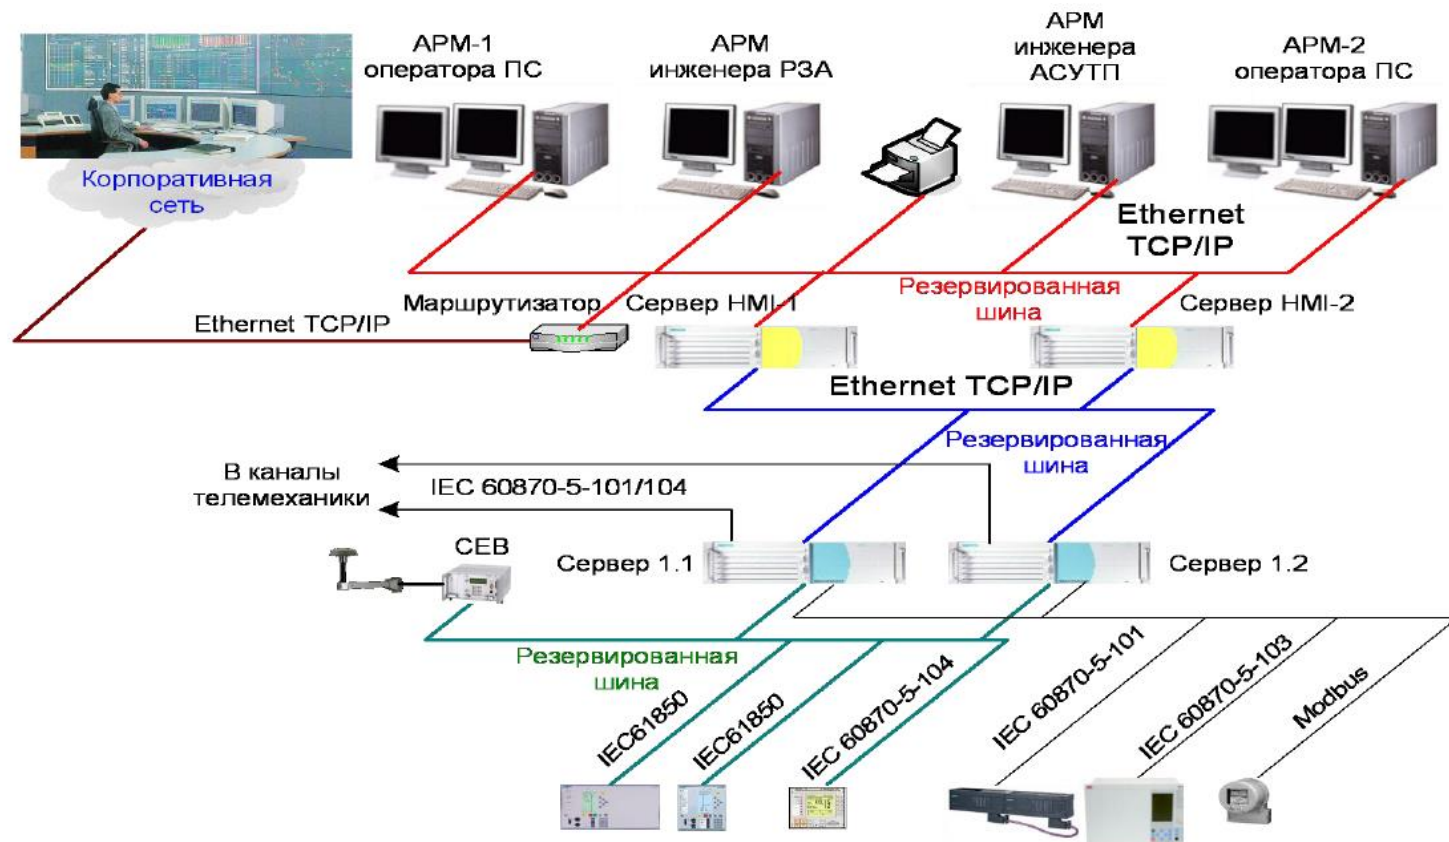 АРМ-1
оператора ПС
АРМ
инженера РЗА
АРМ
инженера
АСУТП
АРМ-2
оператора ПС
Корпоративная
сеть
Ethernet
TCP/IP
Резервированная
шина
Маршрутизатор
Сервер HMI-1
Сервер HMI-2
Ethernet TCP/IP
Ethernet TCP/IP
Резервированная
шина
В каналы
телемеханики
IEC 60870-5-101/104
СЕВ
Сервер 1.1
Сервер 1.2
Резервированная
шина
IEC61850
IEC61850
IEC 60870-5-104
IEC 60870-5-101
IEC 60870-5-103
Modbus